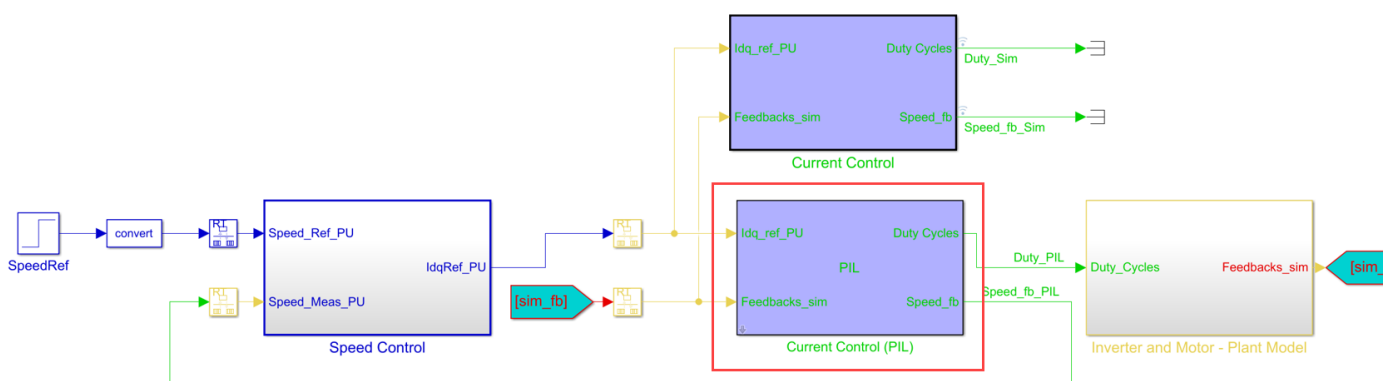 Idq_ref_PU
Duty Cycles
Duty_Sim
Feedbacks_sim
Speed_fb
Speed_fb_Sim
Current Control
SpeedRef
convert
RT
Speed_Ref_PU
IdqRef_PU
RT
Speed_Meas_PU
Speed Control
RT
[sim_fb]
RT
Idq_ref_PU
Duty Cycles
PIL
Feedbacks_sim
Speed_fb
Current Control (PIL)
Duty_PIL
Speed_fb_PIL
Duty_Cycles
Feedbacks_sim
Inverter and Motor - Plant Model
[sim_